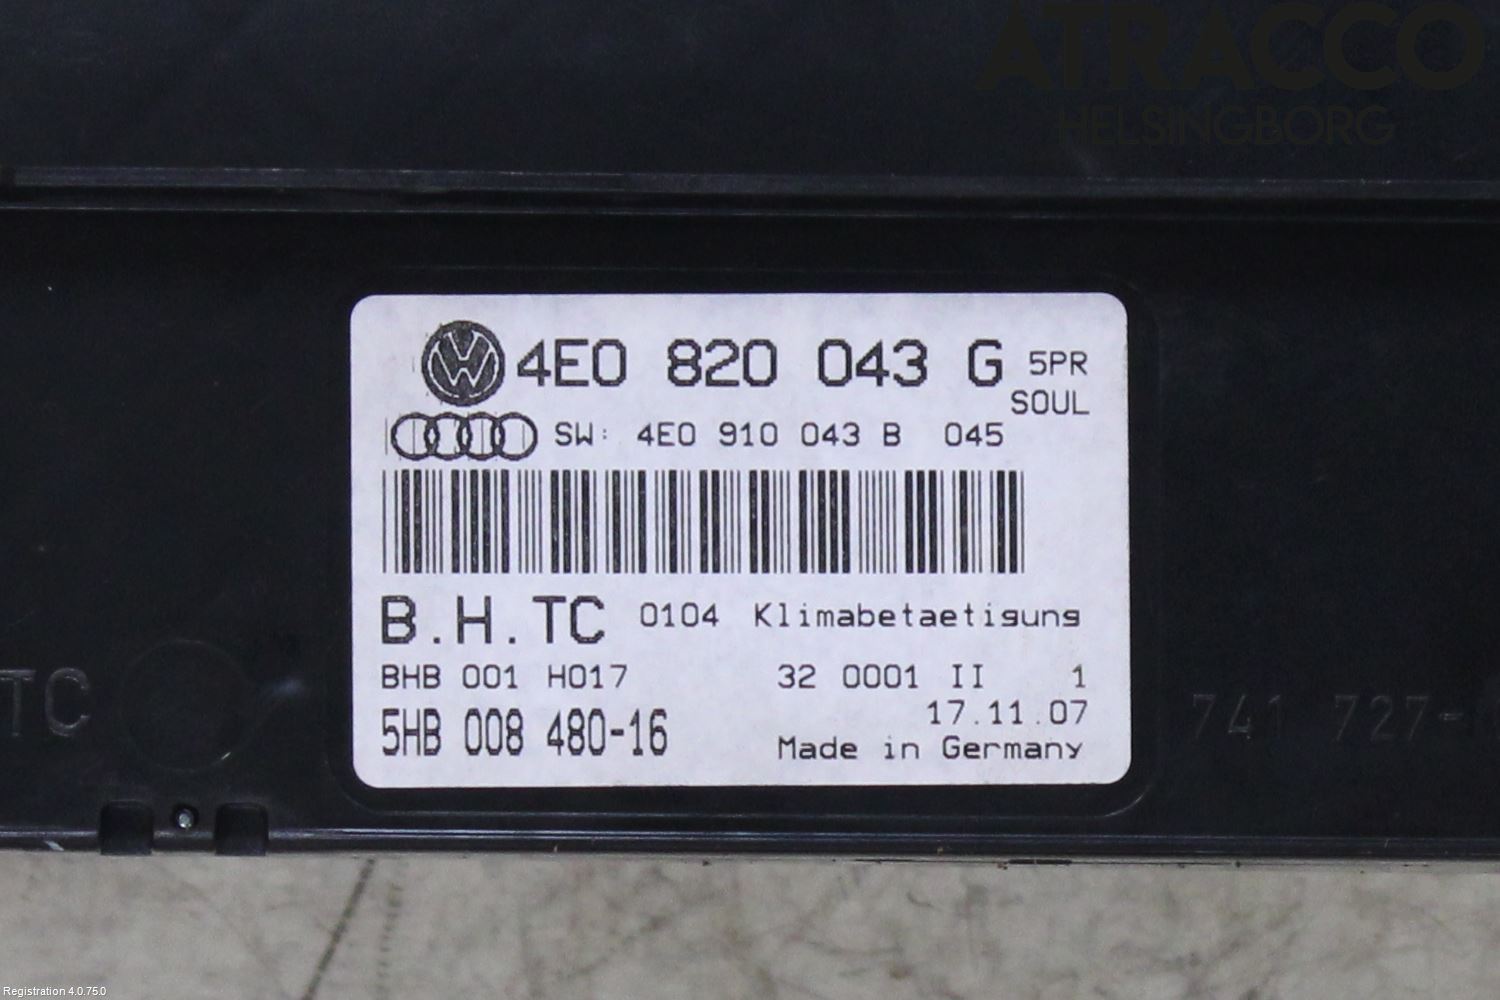 ATRACCO
HELSINGBORG
4E0 820 043 G 5PR
SOUL
SW: 4E0 910 043 B 045
B.H.TC 0104 Klimabetaetigung
BHB 001 H017 32 0001 II 1
17.11.07
5HB 008 480-16
Made in Germany
TC
741 727-
Registration 4.0.75.0